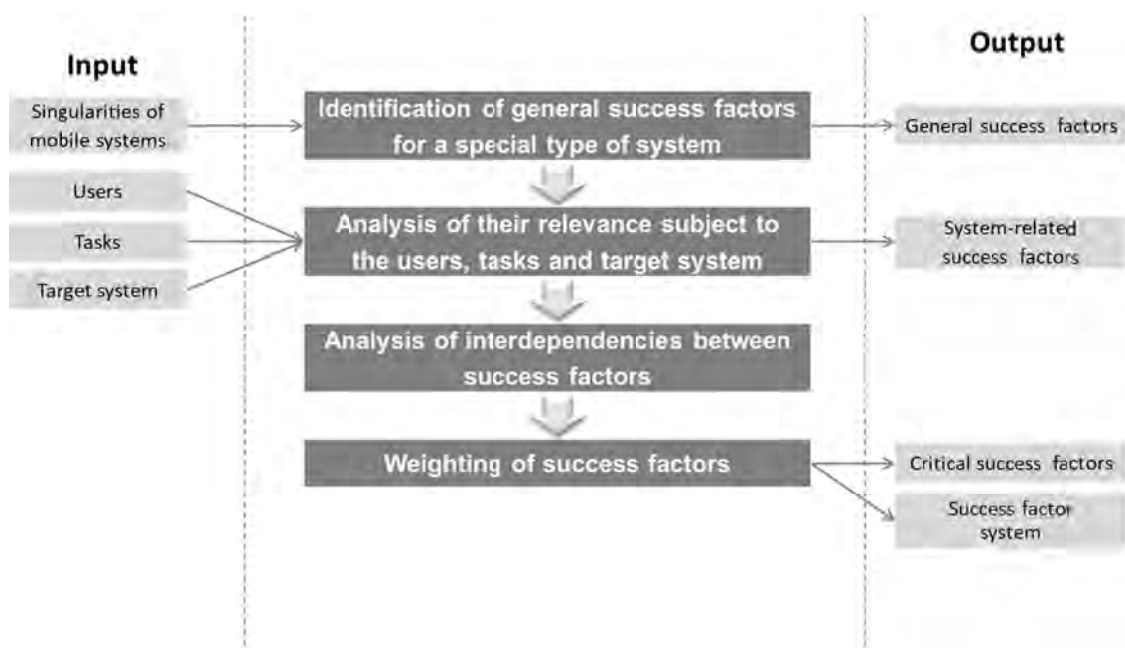 Input
Singularities of
mobile systems
Users
Tasks
Target system
Identification of general success factors
for a special type of system
Analysis of their relevance subject to
the users, tasks and target system
Analysis of interdependencies between
success factors
Weighting of success factors
Output
General success factors
System-related
success factors
Critical success factors
Success factor
system